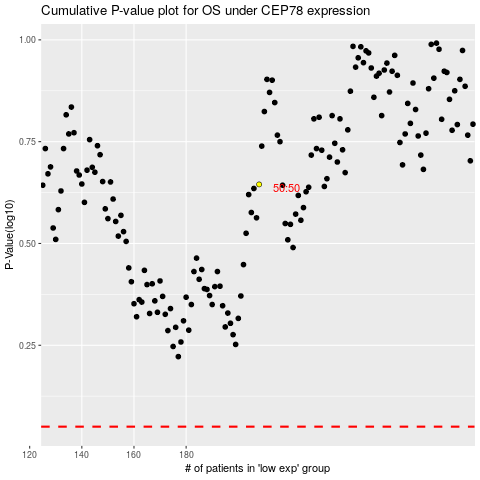 Cumulative P-value plot for OS under CEP78 expression
P-Value(log10)
1.00
0.75
0.50
0.25
50:50
120 140 160 180
# of patients in 'low exp' group